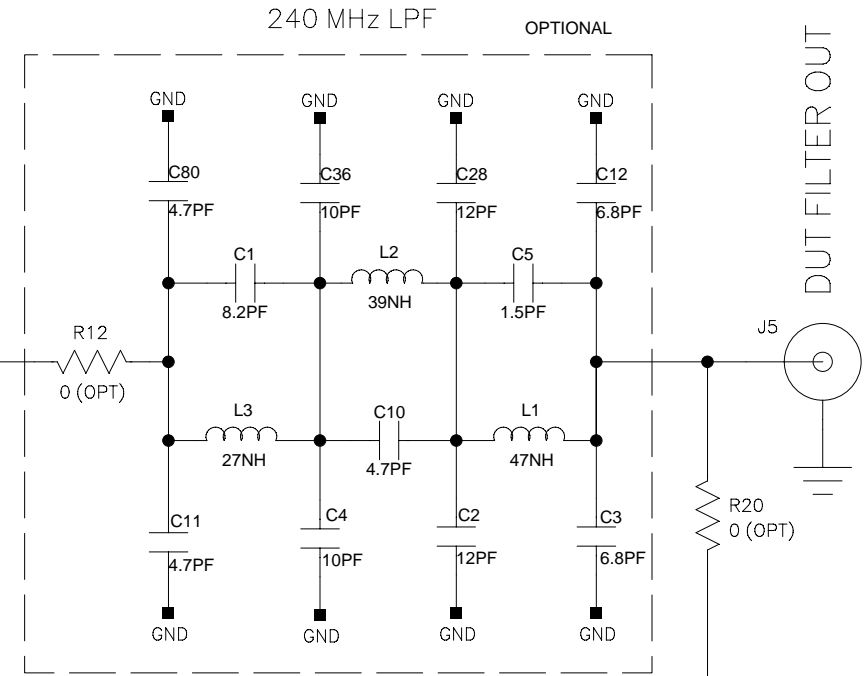 240 MHz LPF
OPTIONAL
DUT FILTER OUT
GND
GND
GND
GND
C80
4.7PF
C36
10PF
C28
12PF
C12
6.8PF
C1
8.2PF
L2
39NH
C5
1.5PF
R12
0 (OPT)
J5
L3
27NH
C10
4.7PF
L1
47NH
C11
4.7PF
C4
10PF
C2
12PF
C3
6.8PF
R20
0 (OPT)
GND
GND
GND
GND